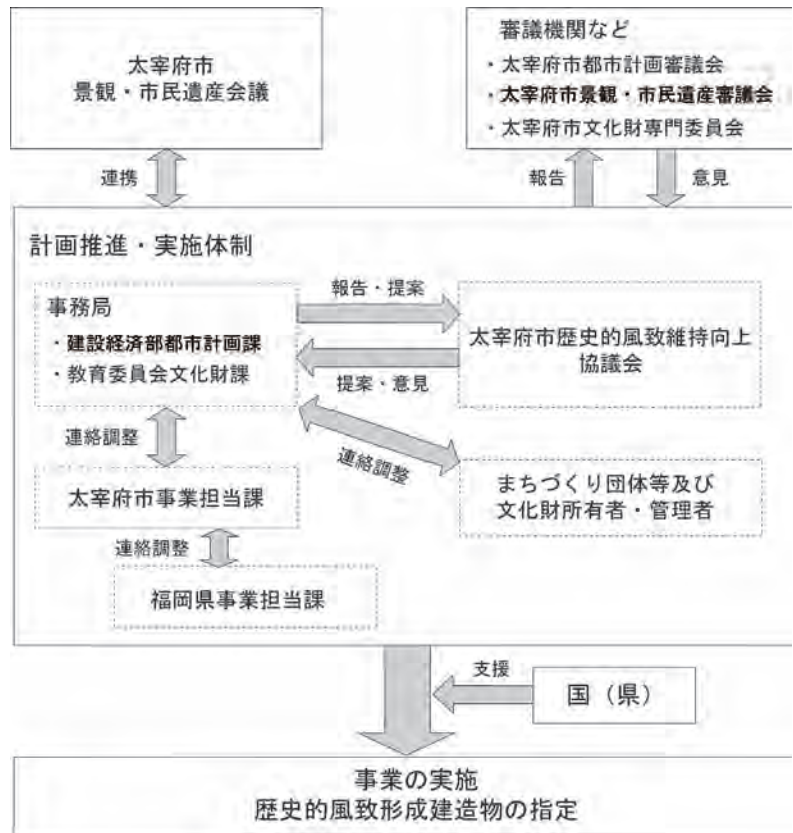 太宰府市
景観・市民遺産会議
審議機関など
・太宰府市都市計画審議会
・太宰府市景観・市民遺産審議会
・太宰府市文化財専門委員会
連携
報告
意見
計画推進・実施体制
事務局
・建設経済部都市計画課
・教育委員会文化財課
報告・提案
提案・意見
太宰府市歴史的風致維持向上
協議会
連絡調整
連絡調整
太宰府市事業担当課
まちづくり団体等及び
文化財所有者・管理者
連絡調整
福岡県事業担当課
支援
国（県）
事業の実施
歴史的風致形成建造物の指定